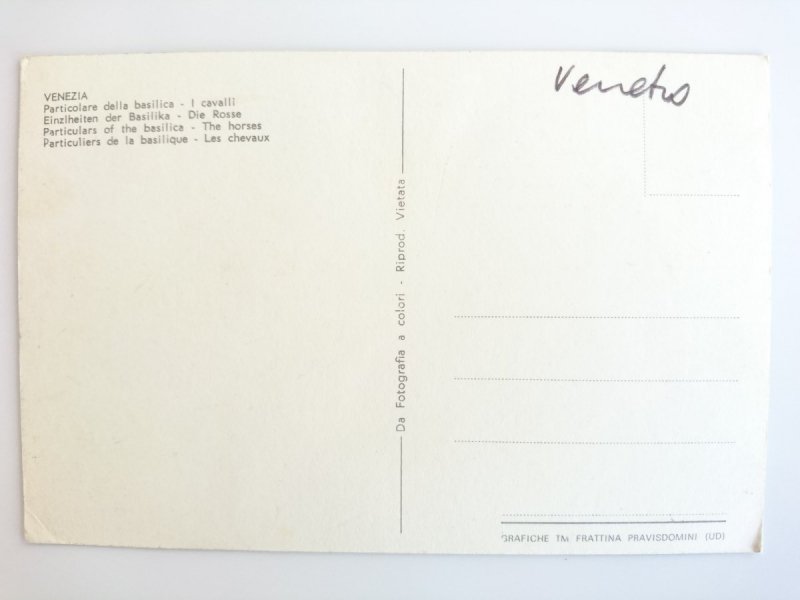 VENEZIA
Particolare della basilica - I cavalli
Einzlheiten der Basilika - Die Rosse
Particulars of the basilica - The horses
Particuliers de la basilique - Les chevaux
Da Fotografia a colori - Riprod. Vietata
Veneto
GRAFICHE TM FRATTINA PRAVISDOMINI (UD)